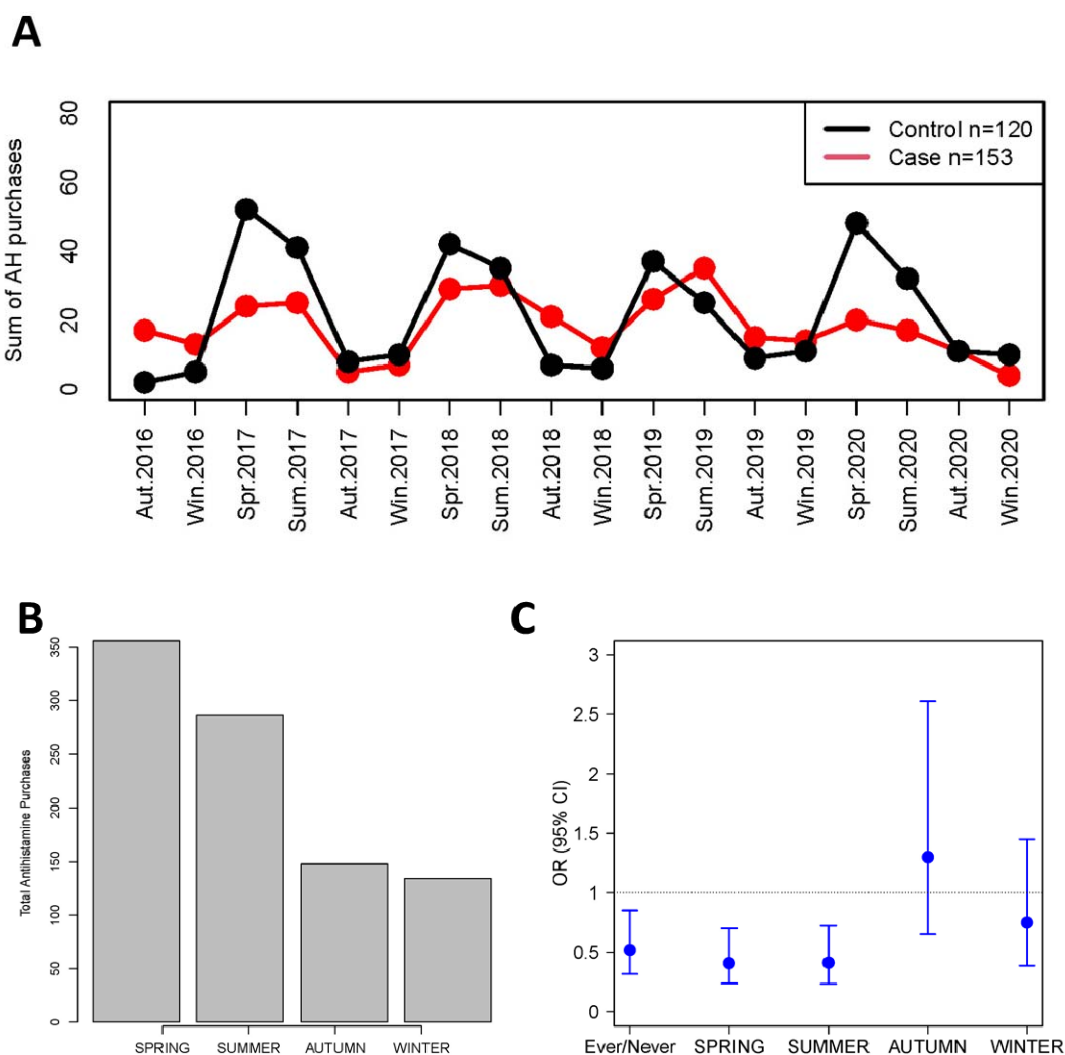 A
Sum of AH purchases
80
60
40
20
0
Control n=120
Case n=153
Aut.2016
Win.2016
Spr.2017
Sum.2017
Aut.2017
Win.2017
Spr.2018
Sum.2018
Aut.2018
Win.2018
Spr.2019
Sum.2019
Aut.2019
Win.2019
Spr.2020
Sum.2020
Aut.2020
Win.2020
B
Total Antihistamine Purchases
350
300
250
200
150
100
50
0
SPRING SUMMER AUTUMN WINTER
C
OR (95% CI)
3
2.5
2
1.5
1
0.5
0
Ever/Never SPRING SUMMER AUTUMN WINTER